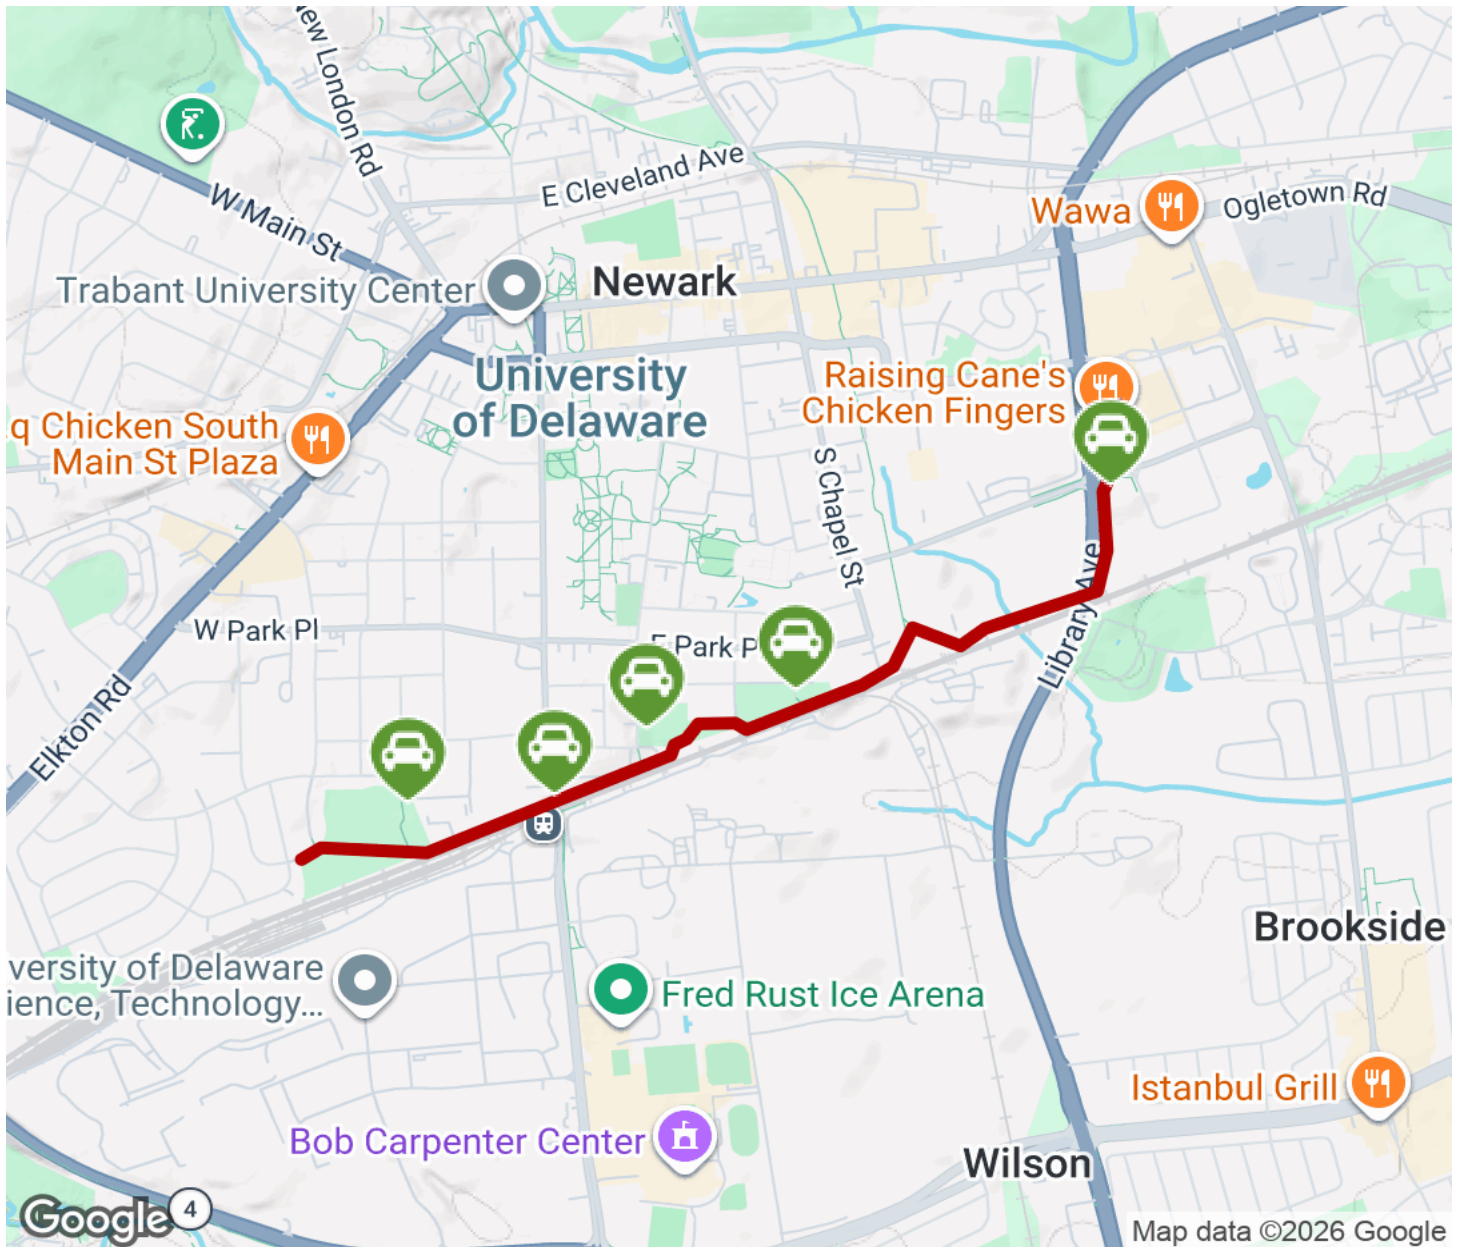 New London Rd
E Cleveland Ave
W Main St
Wawa
Ogletown Rd
Trabant University Center
Newark
University
of Delaware
Raising Cane's
Chicken Fingers
q Chicken South
Main St Plaza
S Chapel St
Library Ave
W Park Pl
E Park P
Elkton Rd
Brookside
versity of Delaware
ience, Technology...
Fred Rust Ice Arena
Istanbul Grill
Bob Carpenter Center
Wilson
4
Google
Map data ©2026 Google